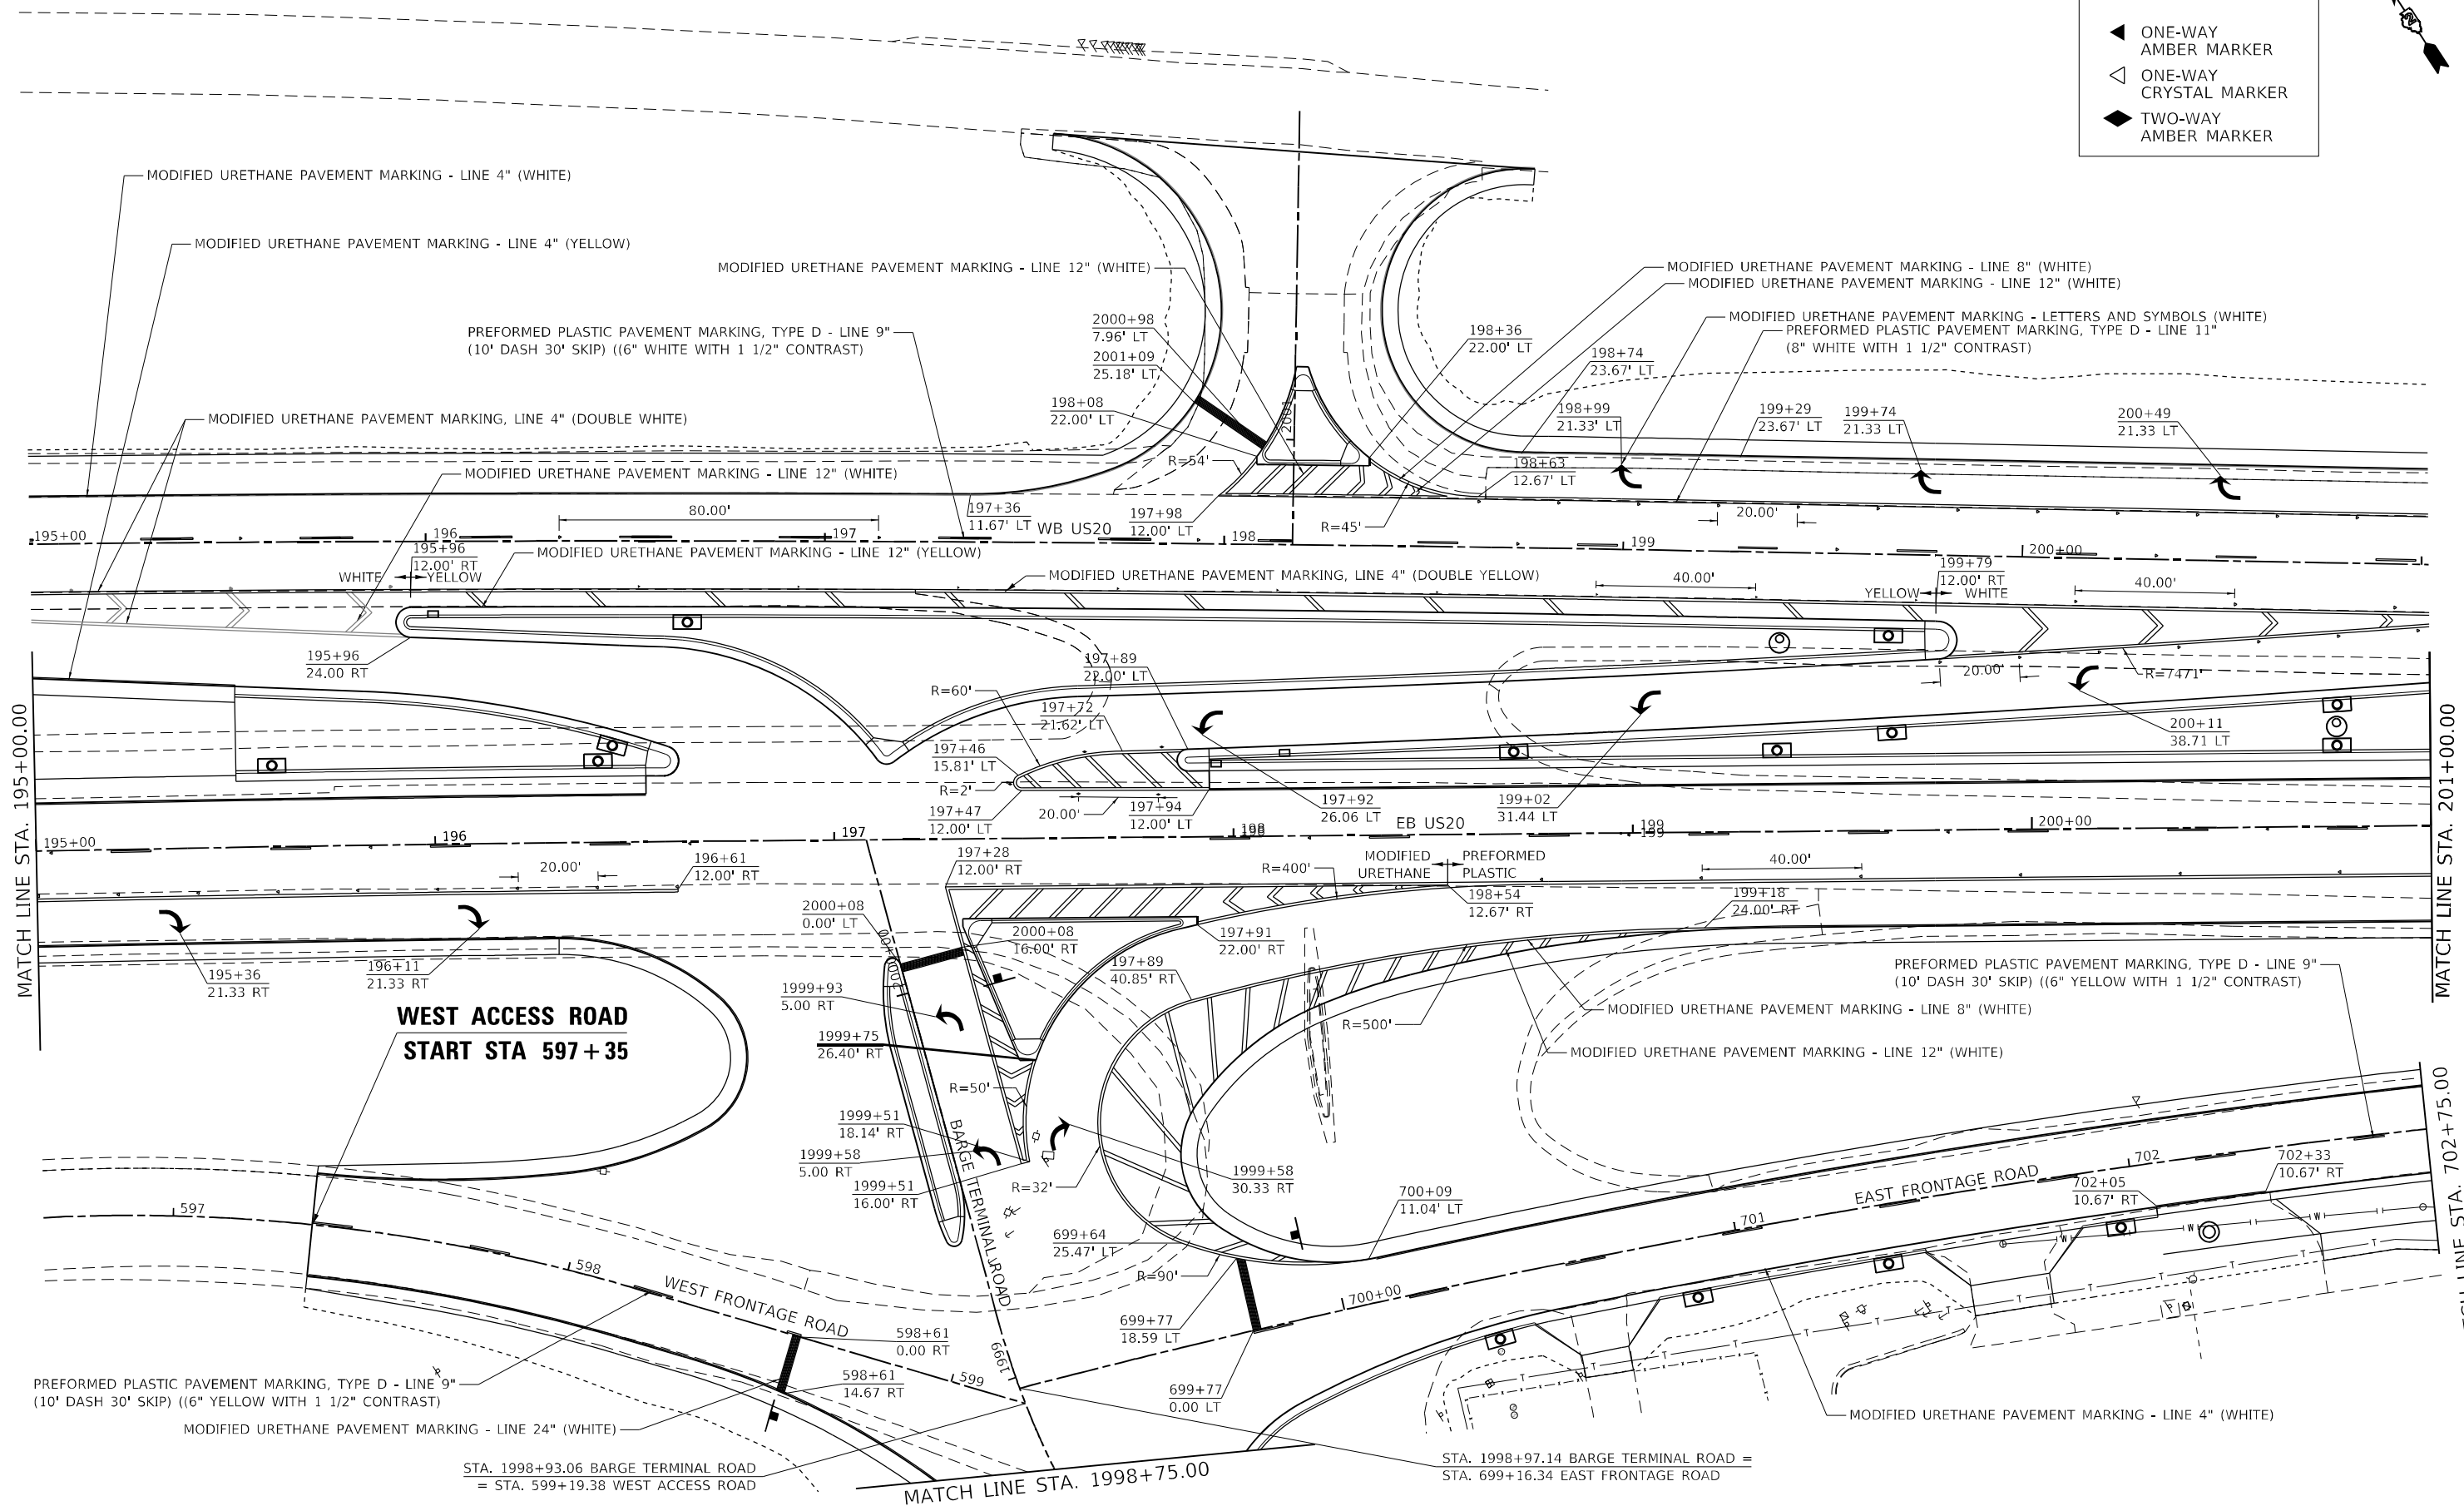 ONE-WAY
AMBER MARKER
ONE-WAY
CRYSTAL MARKER
TWO-WAY
AMBER MARKER
MODIFIED URETHANE PAVEMENT MARKING - LINE 4" (WHITE)
MODIFIED URETHANE PAVEMENT MARKING - LINE 4" (YELLOW)
MODIFIED URETHANE PAVEMENT MARKING - LINE 12" (WHITE)
MODIFIED URETHANE PAVEMENT MARKING - LINE 8" (WHITE)
MODIFIED URETHANE PAVEMENT MARKING - LINE 12" (WHITE)
MODIFIED URETHANE PAVEMENT MARKING - LETTERS AND SYMBOLS (WHITE)
PREFORMED PLASTIC PAVEMENT MARKING, TYPE D - LINE 11"
(8" WHITE WITH 1 1/2" CONTRAST)
PREFORMED PLASTIC PAVEMENT MARKING, TYPE D - LINE 9"
(10' DASH 30' SKIP) ((6" WHITE WITH 1 1/2" CONTRAST)
2000+98
7.96' LT
2001+09
25.18' LT
198+08
22.00' LT
198+36
22.00' LT
198+74
23.67' LT
198+99
21.33' LT
199+29
23.67' LT
199+74
21.33 LT
200+49
21.33 LT
MODIFIED URETHANE PAVEMENT MARKING, LINE 4" (DOUBLE WHITE)
MODIFIED URETHANE PAVEMENT MARKING - LINE 12" (WHITE)
2001
R=54'
198+63
12.67' LT
80.00'
197+36
11.67' LT
WB US20
197+98
12.00' LT
R=45'
20.00'
195+00
196
197
198
199
200+00
195+96
12.00' RT
MODIFIED URETHANE PAVEMENT MARKING - LINE 12" (YELLOW)
WHITE
YELLOW
MODIFIED URETHANE PAVEMENT MARKING, LINE 4" (DOUBLE YELLOW)
40.00'
199+79
12.00' RT
YELLOW
WHITE
40.00'
195+96
24.00 RT
197+89
22.00' LT
R=60'
197+72
21.62' LT
197+46
15.81' LT
R=2'
197+47
12.00' LT
20.00'
197+94
12.00' LT
197+92
26.06 LT
199+02
31.44 LT
20.00'
R=7471'
200+11
38.71 LT
MATCH LINE STA. 195+00.00
MATCH LINE STA. 201+00.00
195+00
196
197
198
198
EB US20
199
199
200+00
20.00'
196+61
12.00' RT
197+28
12.00' RT
R=400'
MODIFIED
URETHANE
PREFORMED
PLASTIC
40.00'
198+54
12.67' RT
199+18
24.00' RT
2000+08
0.00' LT
2000+08
16.00' RT
197+91
22.00' RT
197+89
40.85' RT
195+36
21.33 RT
196+11
21.33 RT
1999+93
5.00 RT
1999+75
26.40' RT
2000+00
WEST ACCESS ROAD
START STA 597+35
PREFORMED PLASTIC PAVEMENT MARKING, TYPE D - LINE 9"
(10' DASH 30' SKIP) ((6" YELLOW WITH 1 1/2" CONTRAST)
MODIFIED URETHANE PAVEMENT MARKING - LINE 8" (WHITE)
R=500'
MODIFIED URETHANE PAVEMENT MARKING - LINE 12" (WHITE)
R=50'
1999+51
18.14' RT
1999+58
5.00 RT
1999+51
16.00' RT
R=32'
1999+58
30.33 RT
BARGE TERMINAL ROAD
700+09
11.04' LT
699+64
25.47' LT
R=90'
EAST FRONTAGE ROAD
702
702+33
10.67' RT
702+05
10.67' RT
701
700+00
MATCH LINE STA. 702+75.00
597
598
WEST FRONTAGE ROAD
598+61
0.00 RT
598+61
14.67 RT
599
1999
699+77
18.59 LT
699+77
0.00 LT
PREFORMED PLASTIC PAVEMENT MARKING, TYPE D - LINE 9"
(10' DASH 30' SKIP) ((6" YELLOW WITH 1 1/2" CONTRAST)
MODIFIED URETHANE PAVEMENT MARKING - LINE 24" (WHITE)
MODIFIED URETHANE PAVEMENT MARKING - LINE 4" (WHITE)
STA. 1998+93.06 BARGE TERMINAL ROAD
= STA. 599+19.38 WEST ACCESS ROAD
STA. 1998+97.14 BARGE TERMINAL ROAD =
STA. 699+16.34 EAST FRONTAGE ROAD
MATCH LINE STA. 1998+75.00